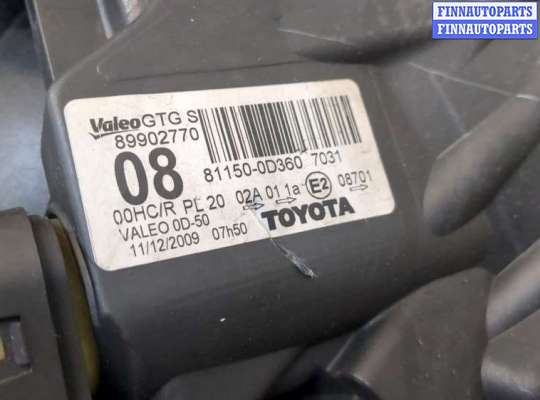 FINNAUTOPARTS
FINNAUTOPARTS
Valeo GTG S
89902770
08
81150-0D360 7031
00HC/R PL 20 02A 01 1a E2 08701
VALEO 0D-50
TOYOTA
11/12/2009 07h50